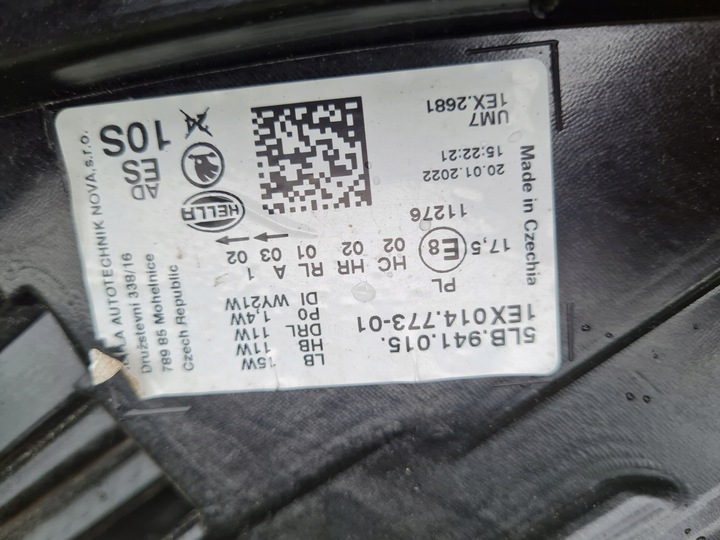 5LB.941.015.
1EX014.773-01
PL
LB 15W
HB 11W
DRL 11W
PO 1,4W
DI WY21W
HC HR RL A 1
02 02 01 03 02
17,5
E8
11276
Made in Czechia
20.01.2022
15:22:21
UM7
1EX.2681
HELLA
AD
ES
10S
AUTOTECHNIK NOVA,s.r.o.
Družstevní 338/16
789 85 Mohelnice
Czech Republic